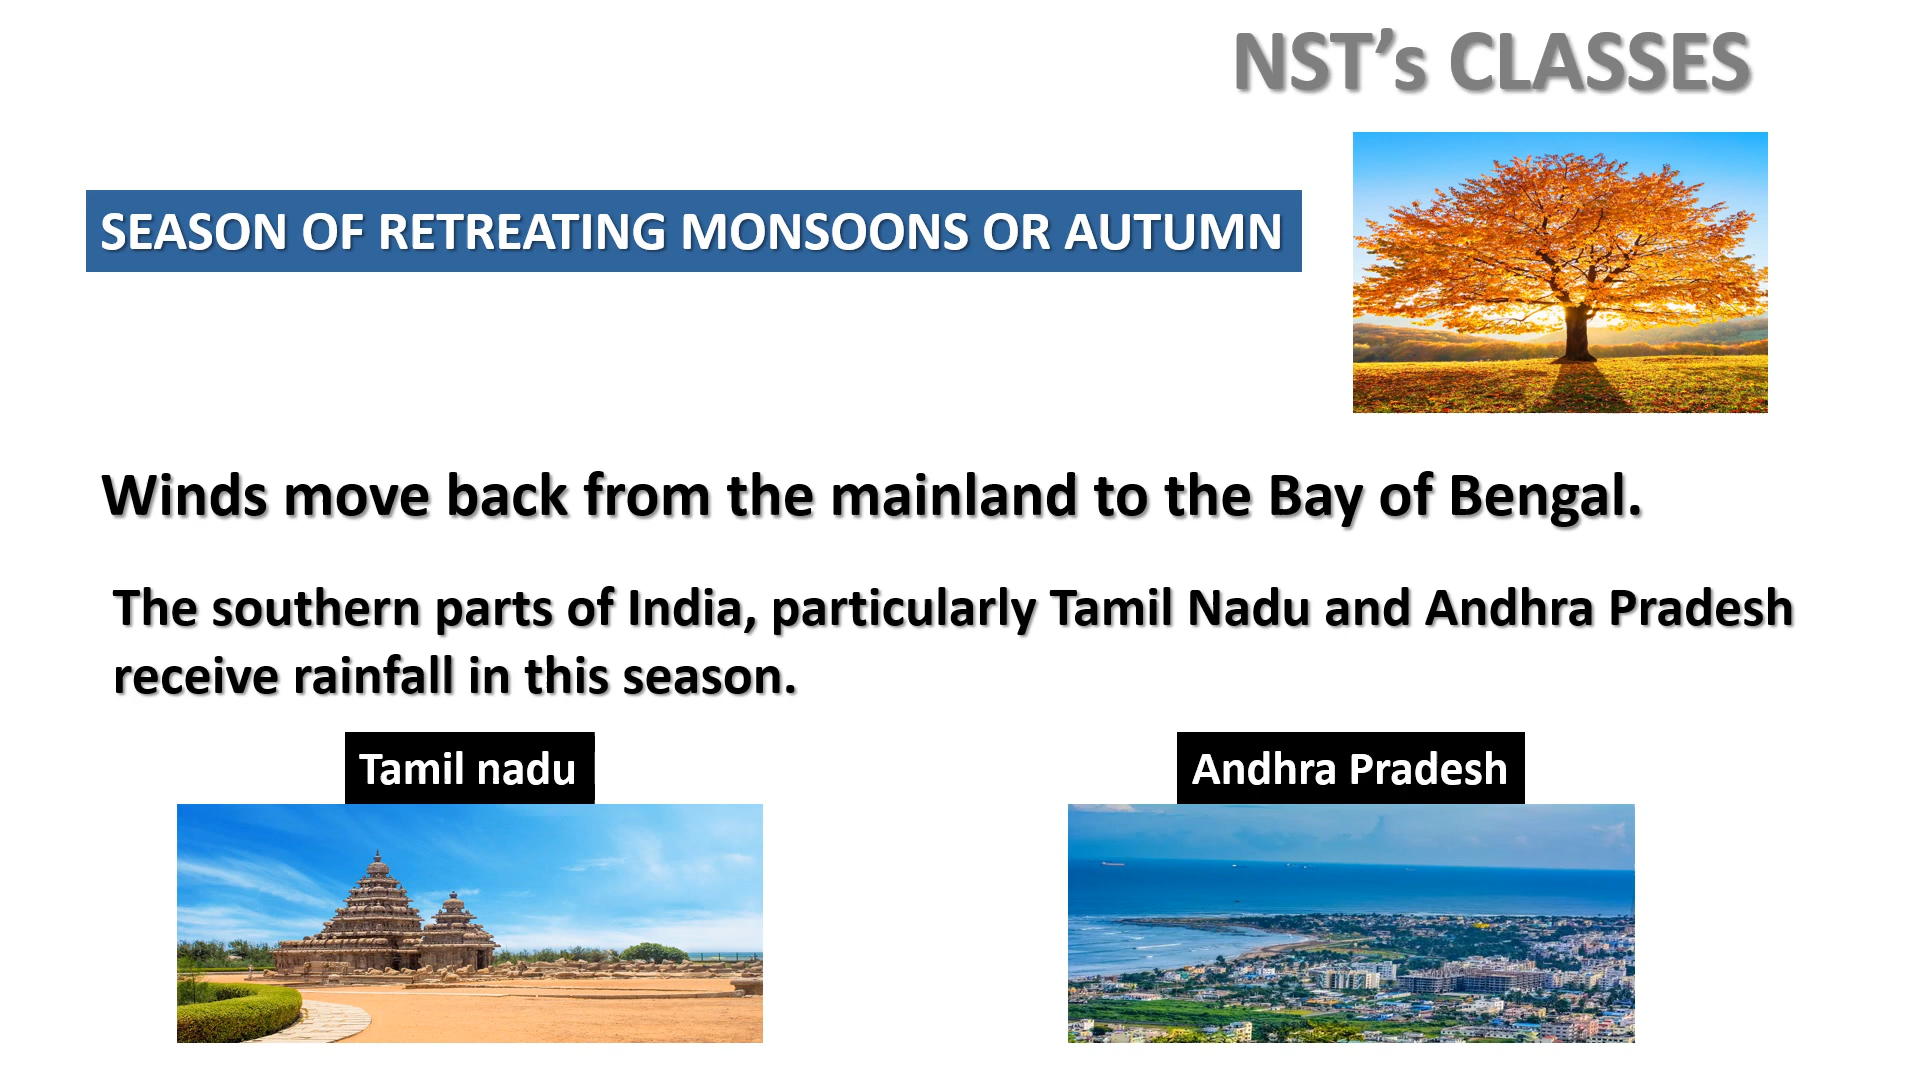 NST’s CLASSES
SEASON OF RETREATING MONSOONS OR AUTUMN
Winds move back from the mainland to the Bay of Bengal.
The southern parts of India, particularly Tamil Nadu and Andhra Pradesh
receive rainfall in this season.
Tamil nadu
Andhra Pradesh